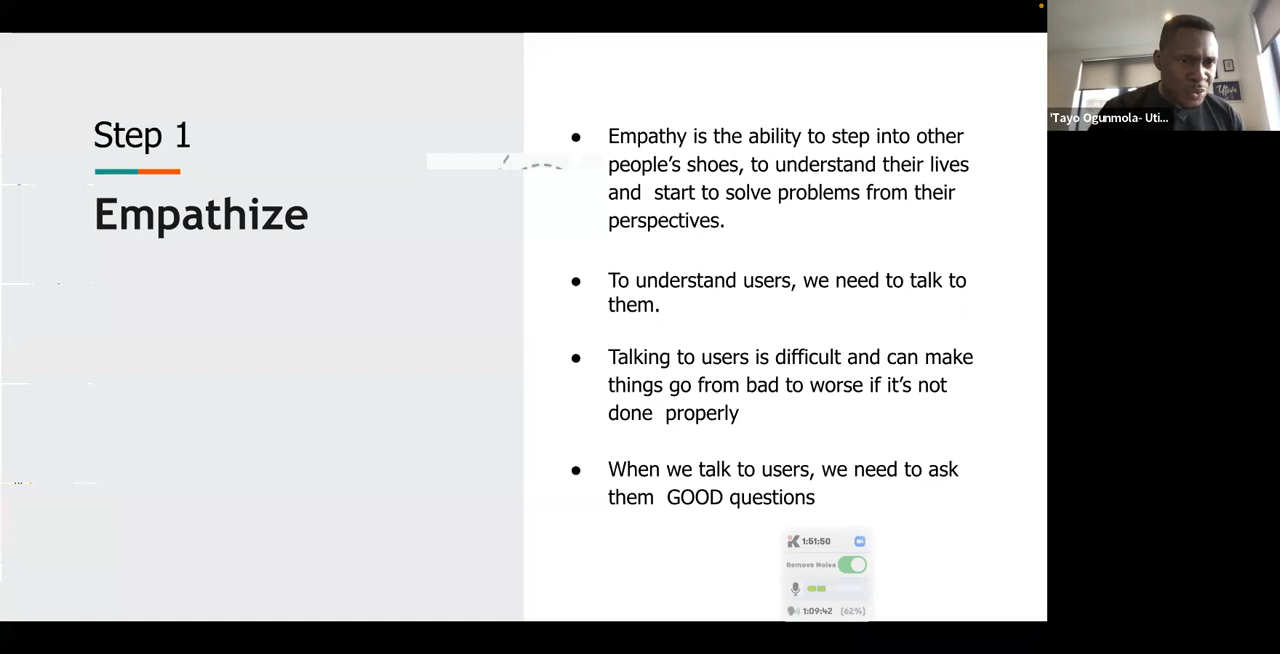 Step 1
Empathize
● Empathy is the ability to step into other
people’s shoes, to understand their lives
and start to solve problems from their
perspectives.
● To understand users, we need to talk to
them.
● Talking to users is difficult and can make
things go from bad to worse if it’s not
done properly
● When we talk to users, we need to ask
them GOOD questions
1:51:50
Remove Noise
1:09:42 (62%)
'Tayo Ogunmola- Uti...